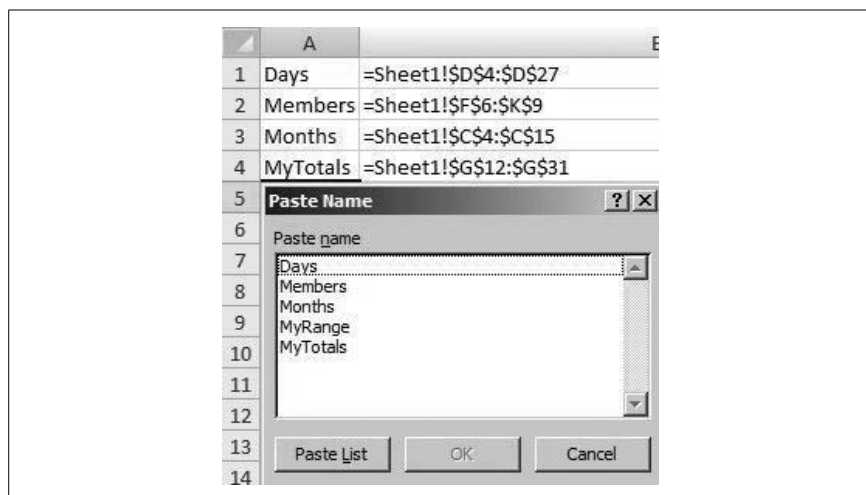 A E
1 Days =Sheet1!$D$4:$D$27
2 Members =Sheet1!$F$6:$K$9
3 Months =Sheet1!$C$4:$C$15
4 MyTotals =Sheet1!$G$12:$G$31
5 Paste Name ? X
6 Paste name
7 Days
8 Members
Months
9 MyRange
10 MyTotals
11
12
13 Paste List OK Cancel
14